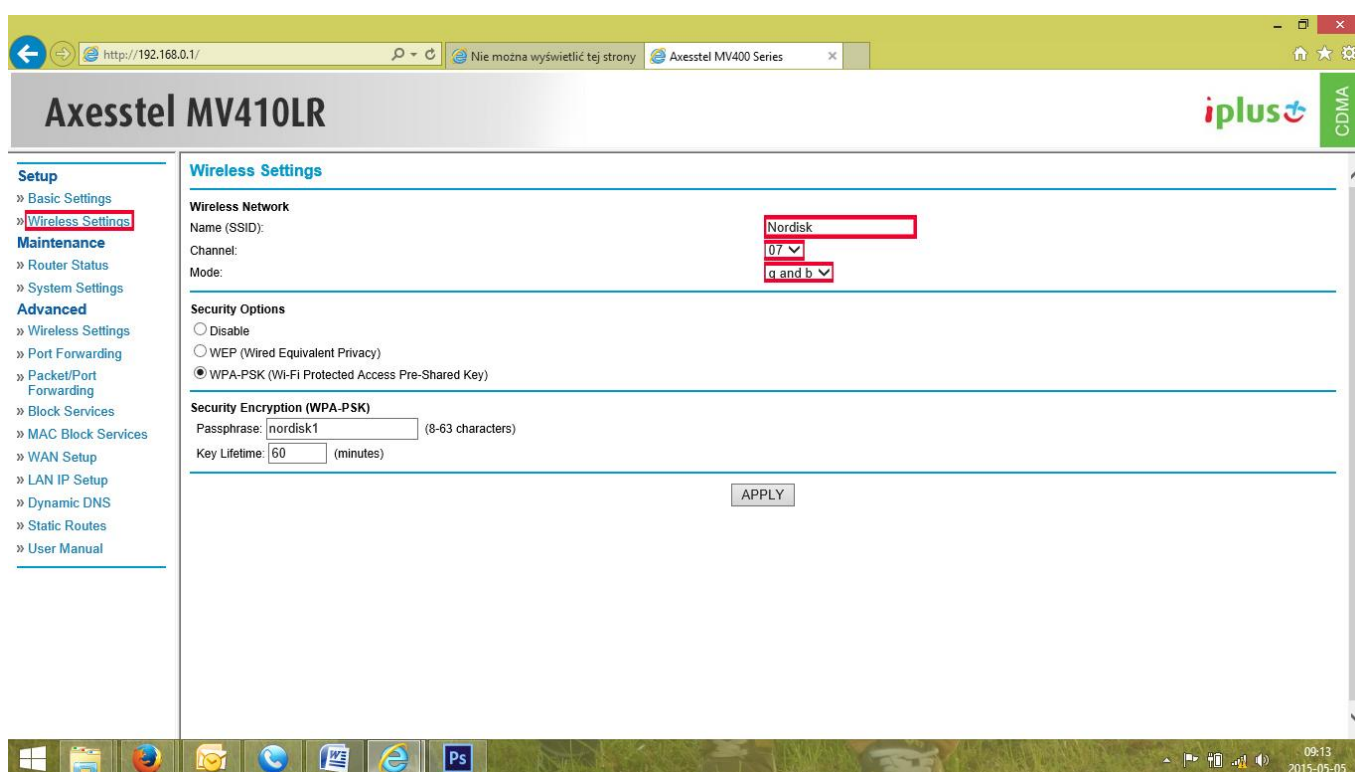 http://192.168.0.1/
Nie można wyświetlić tej strony
Axesstel MV400 Series
Axesstel MV410LR
iplus
CDMA
Setup
» Basic Settings
» Wireless Settings
Maintenance
» Router Status
» System Settings
Advanced
» Wireless Settings
» Port Forwarding
» Packet/Port
Forwarding
» Block Services
» MAC Block Services
» WAN Setup
» LAN IP Setup
» Dynamic DNS
» Static Routes
» User Manual
Wireless Settings
Wireless Network
Name (SSID): Nordisk
Channel: 07
Mode: g and b
Security Options
Disable
WEP (Wired Equivalent Privacy)
WPA-PSK (Wi-Fi Protected Access Pre-Shared Key)
Security Encryption (WPA-PSK)
Passphrase: nordisk1 (8-63 characters)
Key Lifetime: 60 (minutes)
APPLY
Ps
09:13
2015-05-05